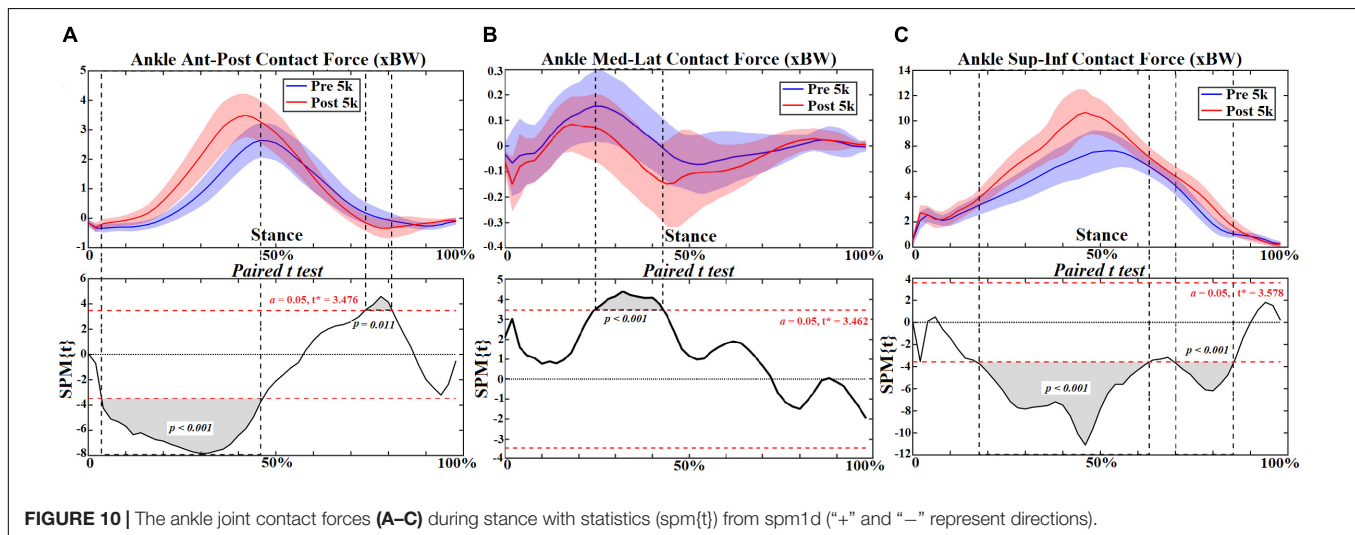 A
Ankle Ant-Post Contact Force (xBW)
5
4
3
2
1
0
-1
Pre 5k
Post 5k
Stance
0
50%
100%
Paired t test
SPM{t}
6
4
2
0
-2
-4
-6
-8
a = 0.05, t* = 3.476
p = 0.011
p < 0.001
0
50%
100%
B
Ankle Med-Lat Contact Force (xBW)
0.3
0.2
0.1
0
-0.1
-0.2
-0.3
-0.4
Pre 5k
Post 5k
Stance
0
50%
100%
Paired t test
SPM{t}
5
4
3
2
1
0
-1
-2
-3
-4
p < 0.001
a = 0.05, t* = 3.462
0
50%
100%
C
Ankle Sup-Inf Contact Force (xBW)
14
12
10
8
6
4
2
0
Pre 5k
Post 5k
Stance
0
50%
100%
Paired t test
SPM{t}
4
2
0
-2
-4
-6
-8
-10
-12
a = 0.05, t* = 3.578
p < 0.001
p < 0.001
0
50%
100%
FIGURE 10 | The ankle joint contact forces (A–C) during stance with statistics (spm{t}) from spm1d (“+” and “−” represent directions).